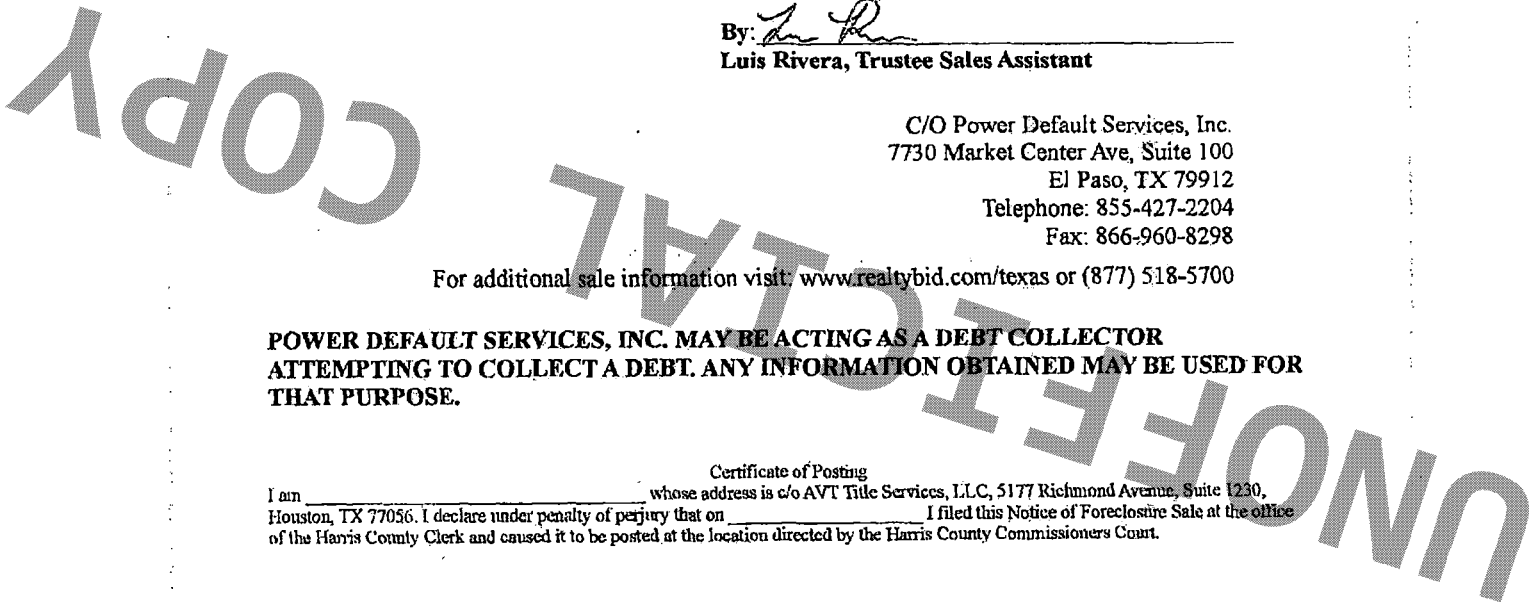 By:
Luis Rivera, Trustee Sales Assistant
C/O Power Default Services, Inc.
7730 Market Center Ave, Suite 100
El Paso, TX 79912
Telephone: 855-427-2204
Fax: 866-960-8298
For additional sale information visit: www.realtybid.com/texas or (877) 518-5700
POWER DEFAULT SERVICES, INC. MAY BE ACTING AS A DEBT COLLECTOR
ATTEMPTING TO COLLECT A DEBT. ANY INFORMATION OBTAINED MAY BE USED FOR
THAT PURPOSE.
Certificate of Posting
I am ______ whose address is c/o AVT Title Services, LLC, 5177 Richmond Avenue, Suite 1230,
Houston, TX 77056. I declare under penalty of perjury that on ______ I filed this Notice of Foreclosure Sale at the office
of the Harris County Clerk and caused it to be posted at the location directed by the Harris County Commissioners Court.
UNOFFICIAL COPY